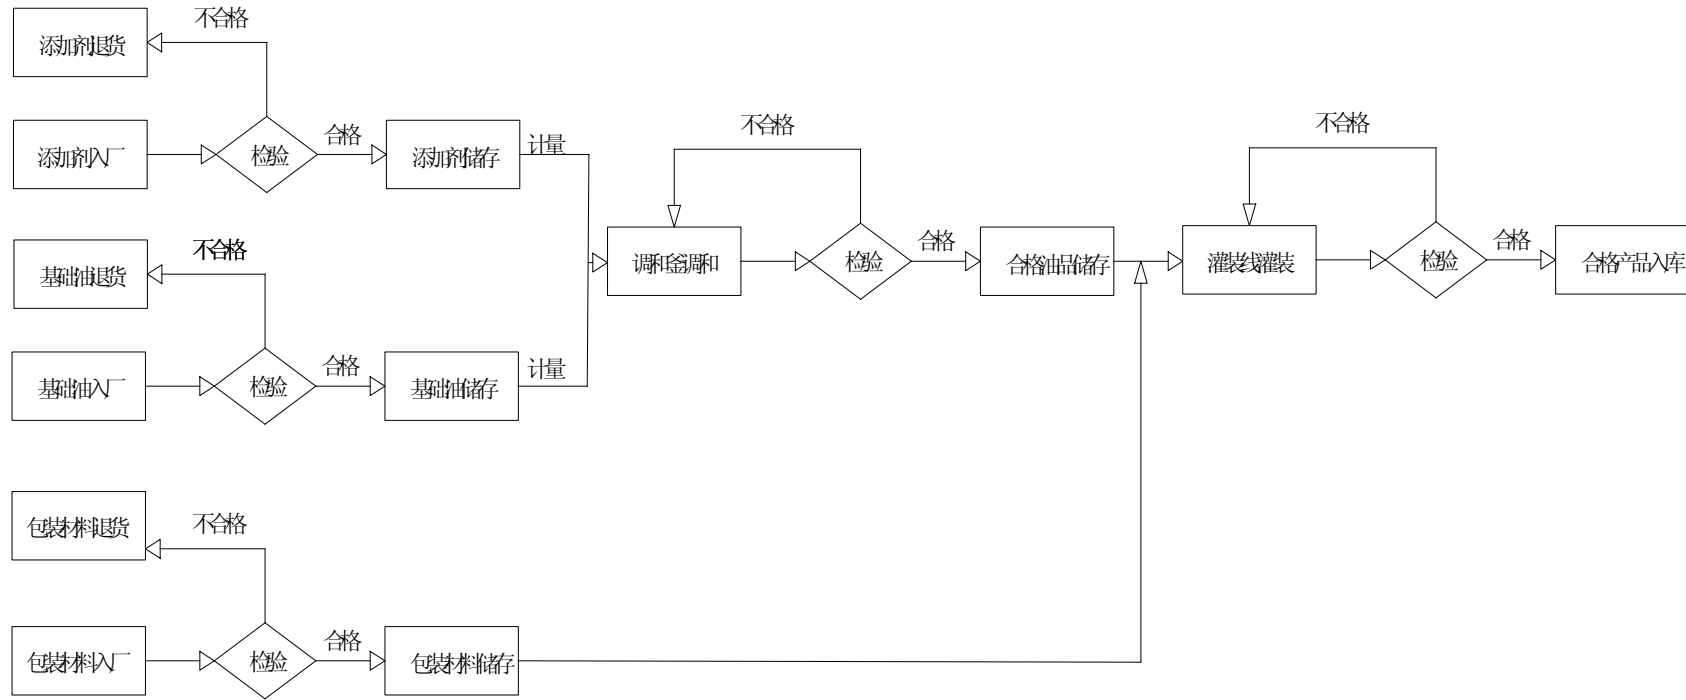 不合格
添加剂退货
添加剂入厂
检验
合格
添加剂储存
计量
不合格
基础油退货
基础油入厂
检验
合格
基础油储存
计量
不合格
调和釜调和
检验
合格
合格油品储存
不合格
灌装线灌装
检验
合格
合格产品入库
不合格
包装材料退货
包装材料入厂
检验
合格
包装材料储存